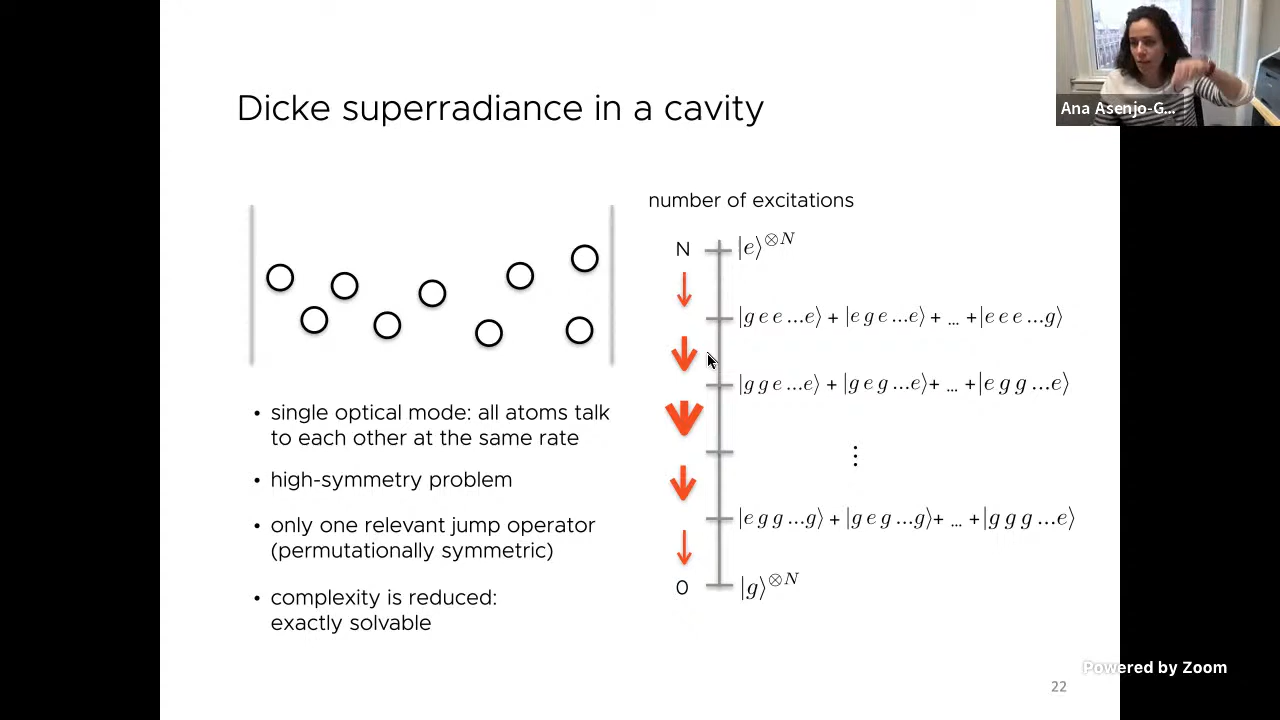 Ana Asenjo-G...
Dicke superradiance in a cavity
number of excitations
N |e⟩^{⊗N}
|g e e ...e⟩ + |e g e ...e⟩ + ... +|e e e ...g⟩
|g g e ...e⟩ + |g e g ...e⟩+ ... +|e g g ...e⟩
⋮
|e g g ...g⟩ + |g e g ...g⟩+ ... +|g g g ...e⟩
0 |g⟩^{⊗N}
• single optical mode: all atoms talk
to each other at the same rate
• high-symmetry problem
• only one relevant jump operator
(permutationally symmetric)
• complexity is reduced:
exactly solvable
Powered by Zoom
22